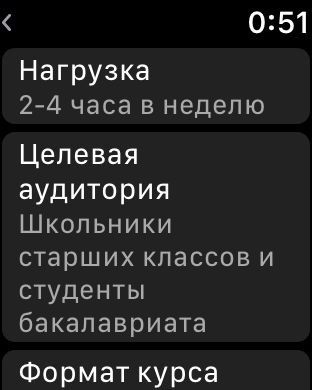 0:51
Нагрузка
2-4 часа в неделю
Целевая
аудитория
Школьники
старших классов и
студенты
бакалавриата
Формат курса